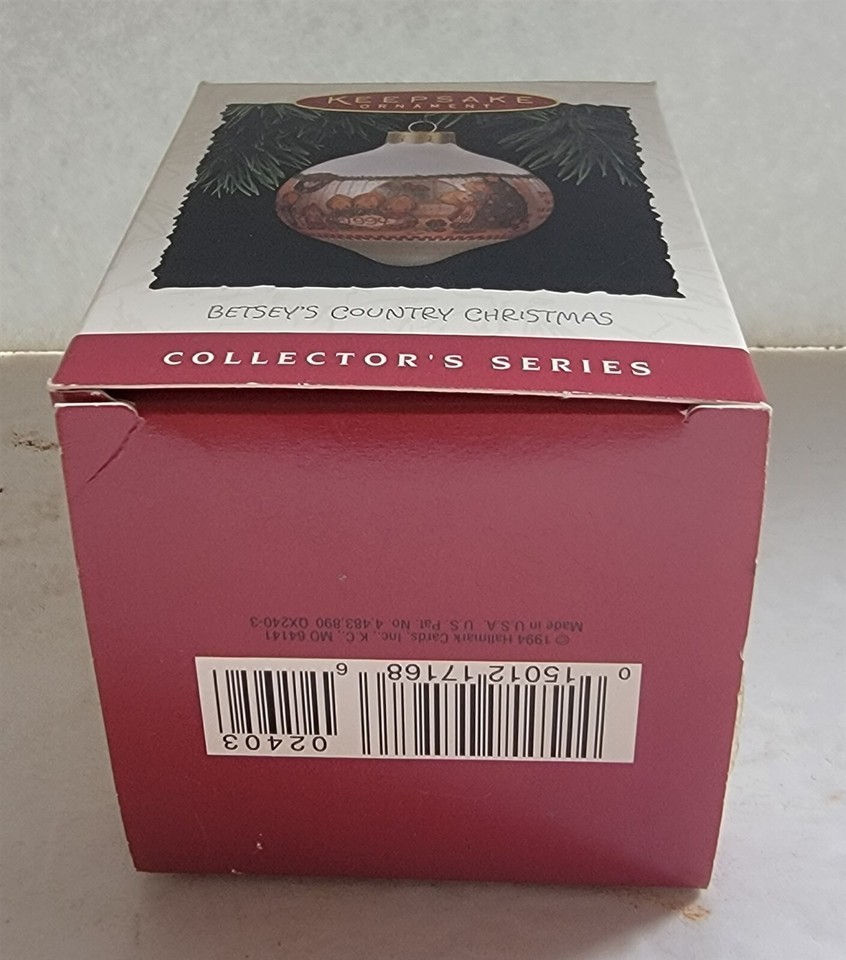 KEEPSAKE
ORNAMENT
1994
BETSEY'S COUNTRY CHRISTMAS
COLLECTOR'S SERIES
© 1994 Hallmark Cards, Inc., K.C., MO 64141
Made in U.S.A. U.S. Pat. No. 4,483,890 QX240-3
02403
0 15012 17168 6